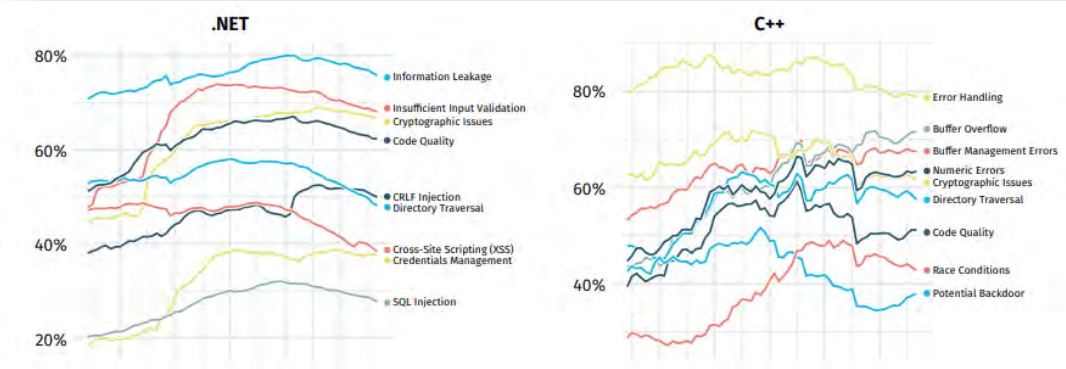 .NET
80%
60%
40%
20%
Information Leakage
Insufficient Input Validation
Cryptographic Issues
Code Quality
CRLF Injection
Directory Traversal
Cross-Site Scripting (XSS)
Credentials Management
SQL Injection
C++
80%
60%
40%
Error Handling
Buffer Overflow
Buffer Management Errors
Numeric Errors
Cryptographic Issues
Directory Traversal
Code Quality
Race Conditions
Potential Backdoor